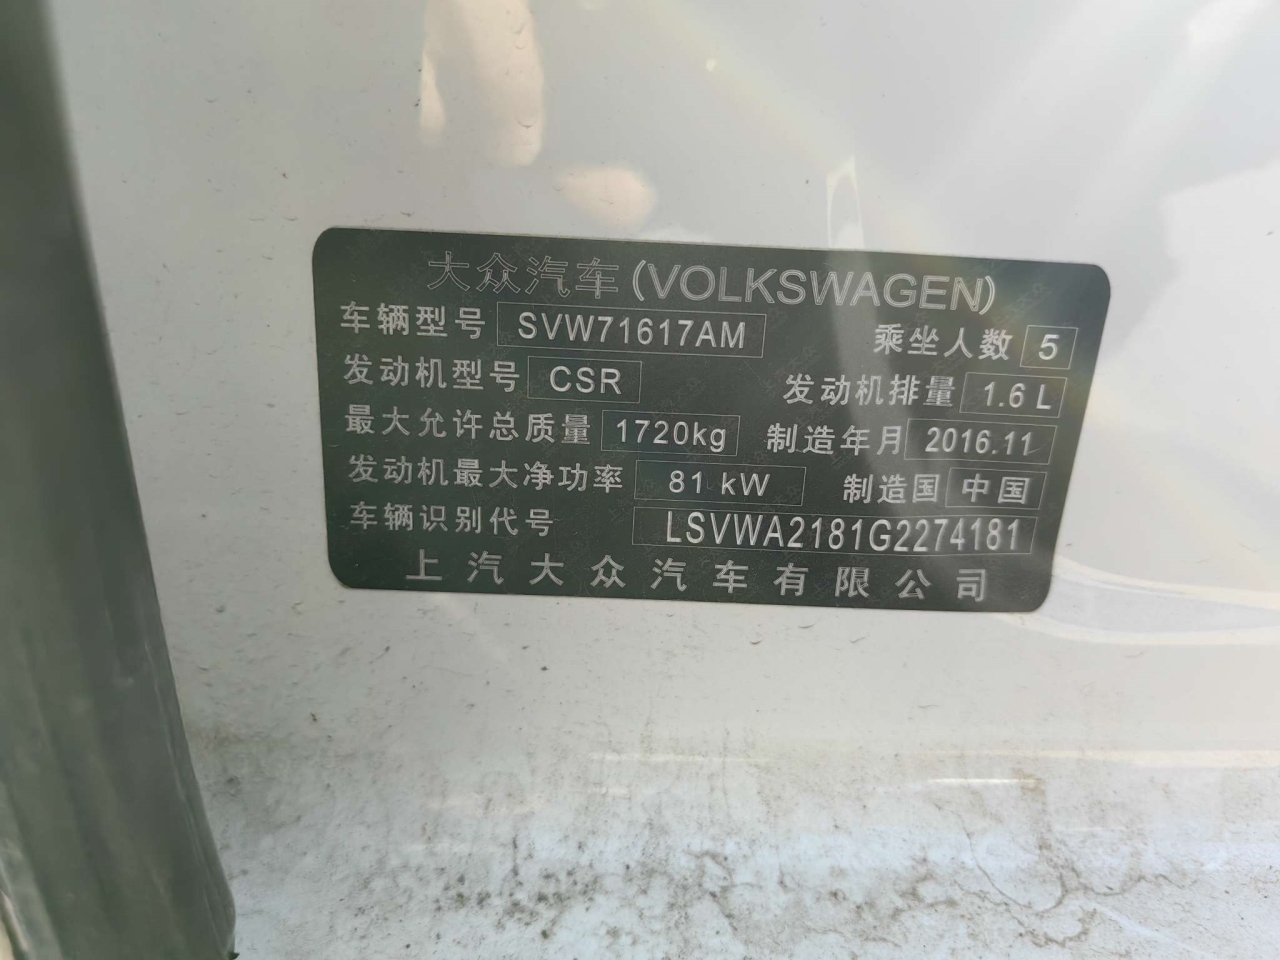 大众汽车(VOLKSWAGEN)
车辆型号 SVW71617AM 乘坐人数 5
发动机型号 CSR 发动机排量 1.6 L
最大允许总质量 1720kg 制造年月 2016.11
发动机最大净功率 81 kW 制造国 中国
车辆识别代号 LSVWA2181G2274181
上汽大众汽车有限公司